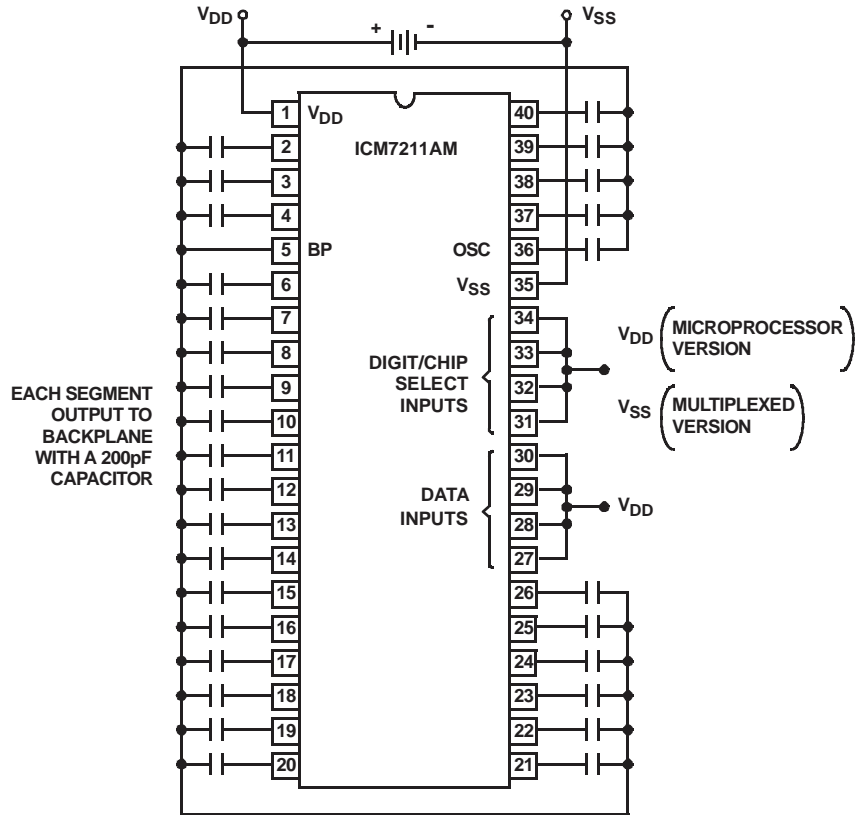 VDD
+ -
VSS
1 VDD 40
ICM7211AM
2 39
3 38
4 37
5 BP OSC 36
6 VSS 35
7 34
8 33
9 32
10 31
DIGIT/CHIP
SELECT
INPUTS
VDD (MICROPROCESSOR
VERSION)
VSS (MULTIPLEXED
VERSION)
EACH SEGMENT
OUTPUT TO
BACKPLANE
WITH A 200pF
CAPACITOR
11 30
12 29
13 28
14 27
DATA
INPUTS
VDD
15 26
16 25
17 24
18 23
19 22
20 21